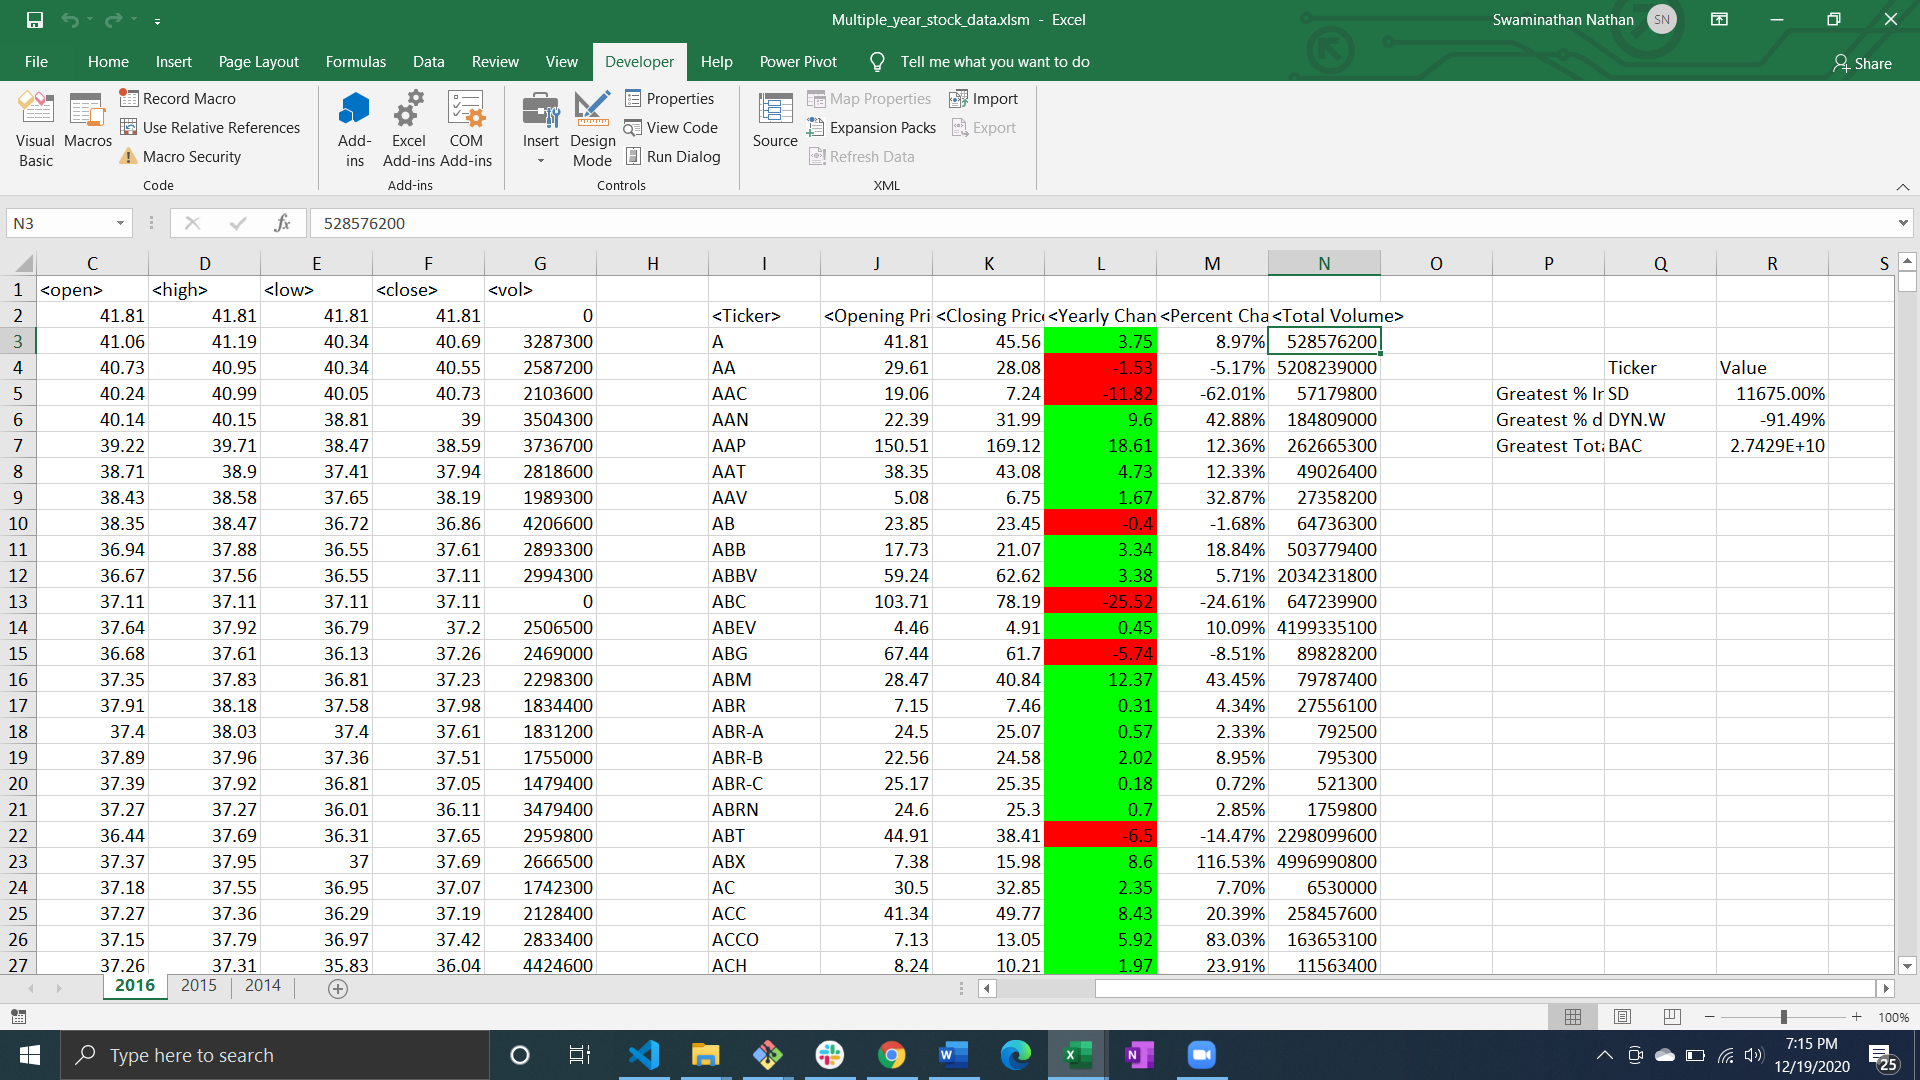 Multiple_year_stock_data.xlsm - Excel
Swaminathan Nathan SN
File Home Insert Page Layout Formulas Data Review View Developer Help Power Pivot Tell me what you want to do Share
Visual Basic
Macros
Record Macro
Use Relative References
Macro Security
Code
Add-ins
Excel Add-ins
COM Add-ins
Add-ins
Insert
Design Mode
Properties
View Code
Run Dialog
Controls
Source
Map Properties
Expansion Packs
Refresh Data
Import
Export
XML
N3 fx 528576200
C D E F G H I J K L M N O P Q R S
1 <open> <high> <low> <close> <vol>
2 41.81 41.81 41.81 41.81 0 <Ticker> <Opening Pri <Closing Price <Yearly Chan <Percent Cha <Total Volume>
3 41.06 41.19 40.34 40.69 3287300 A 41.81 45.56 3.75 8.97% 528576200
4 40.73 40.95 40.34 40.55 2587200 AA 29.61 28.08 -1.53 -5.17% 5208239000 Ticker Value
5 40.24 40.99 40.05 40.73 2103600 AAC 19.06 7.24 -11.82 -62.01% 57179800 Greatest % Ir SD 11675.00%
6 40.14 40.15 38.81 39 3504300 AAN 22.39 31.99 9.6 42.88% 184809000 Greatest % d DYN.W -91.49%
7 39.22 39.71 38.47 38.59 3736700 AAP 150.51 169.12 18.61 12.36% 262665300 Greatest Tota BAC 2.7429E+10
8 38.71 38.9 37.41 37.94 2818600 AAT 38.35 43.08 4.73 12.33% 49026400
9 38.43 38.58 37.65 38.19 1989300 AAV 5.08 6.75 1.67 32.87% 27358200
10 38.35 38.47 36.72 36.86 4206600 AB 23.85 23.45 -0.4 -1.68% 64736300
11 36.94 37.88 36.55 37.61 2893300 ABB 17.73 21.07 3.34 18.84% 503779400
12 36.67 37.56 36.55 37.11 2994300 ABBV 59.24 62.62 3.38 5.71% 2034231800
13 37.11 37.11 37.11 37.11 0 ABC 103.71 78.19 -25.52 -24.61% 647239900
14 37.64 37.92 36.79 37.2 2506500 ABEV 4.46 4.91 0.45 10.09% 4199335100
15 36.68 37.61 36.13 37.26 2469000 ABG 67.44 61.7 -5.74 -8.51% 89828200
16 37.35 37.83 36.81 37.23 2298300 ABM 28.47 40.84 12.37 43.45% 79787400
17 37.91 38.18 37.58 37.98 1834400 ABR 7.15 7.46 0.31 4.34% 27556100
18 37.4 38.03 37.4 37.61 1831200 ABR-A 24.5 25.07 0.57 2.33% 792500
19 37.89 37.96 37.36 37.51 1755000 ABR-B 22.56 24.58 2.02 8.95% 795300
20 37.39 37.92 36.81 37.05 1479400 ABR-C 25.17 25.35 0.18 0.72% 521300
21 37.27 37.27 36.01 36.11 3479400 ABRN 24.6 25.3 0.7 2.85% 1759800
22 36.44 37.69 36.31 37.65 2959800 ABT 44.91 38.41 -6.5 -14.47% 2298099600
23 37.37 37.95 37 37.69 2666500 ABX 7.38 15.98 8.6 116.53% 4996990800
24 37.18 37.55 36.95 37.07 1742300 AC 30.5 32.85 2.35 7.70% 6530000
25 37.27 37.36 36.29 37.19 2128400 ACC 41.34 49.77 8.43 20.39% 258457600
26 37.15 37.79 36.97 37.42 2833400 ACCO 7.13 13.05 5.92 83.03% 163653100
27 37.26 37.31 35.83 36.04 4424600 ACH 8.24 10.21 1.97 23.91% 11563400
2016 2015 2014
100%
Type here to search
7:15 PM
12/19/2020
25